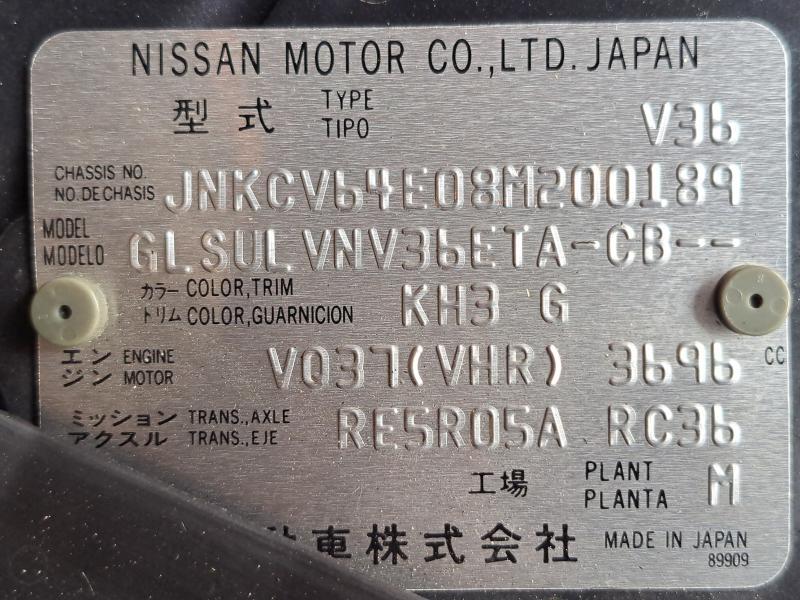 NISSAN MOTOR CO.,LTD. JAPAN
型式 TYPE
TIPO
V36
CHASSIS NO.
NO. DE CHASIS
JNKCV64E08M200189
MODEL
MODELO
GLSULVNV36ETA-CB--
カラー COLOR,TRIM
トリム COLOR,GUARNICION
KH3 G
エン ENGINE
ジン MOTOR
VQ37(VHR) 3696 CC
ミッション TRANS.,AXLE
アクスル TRANS.,EJE
RE5R05A RC36
工場 PLANT
PLANTA
M
車株式会社 MADE IN JAPAN
89909